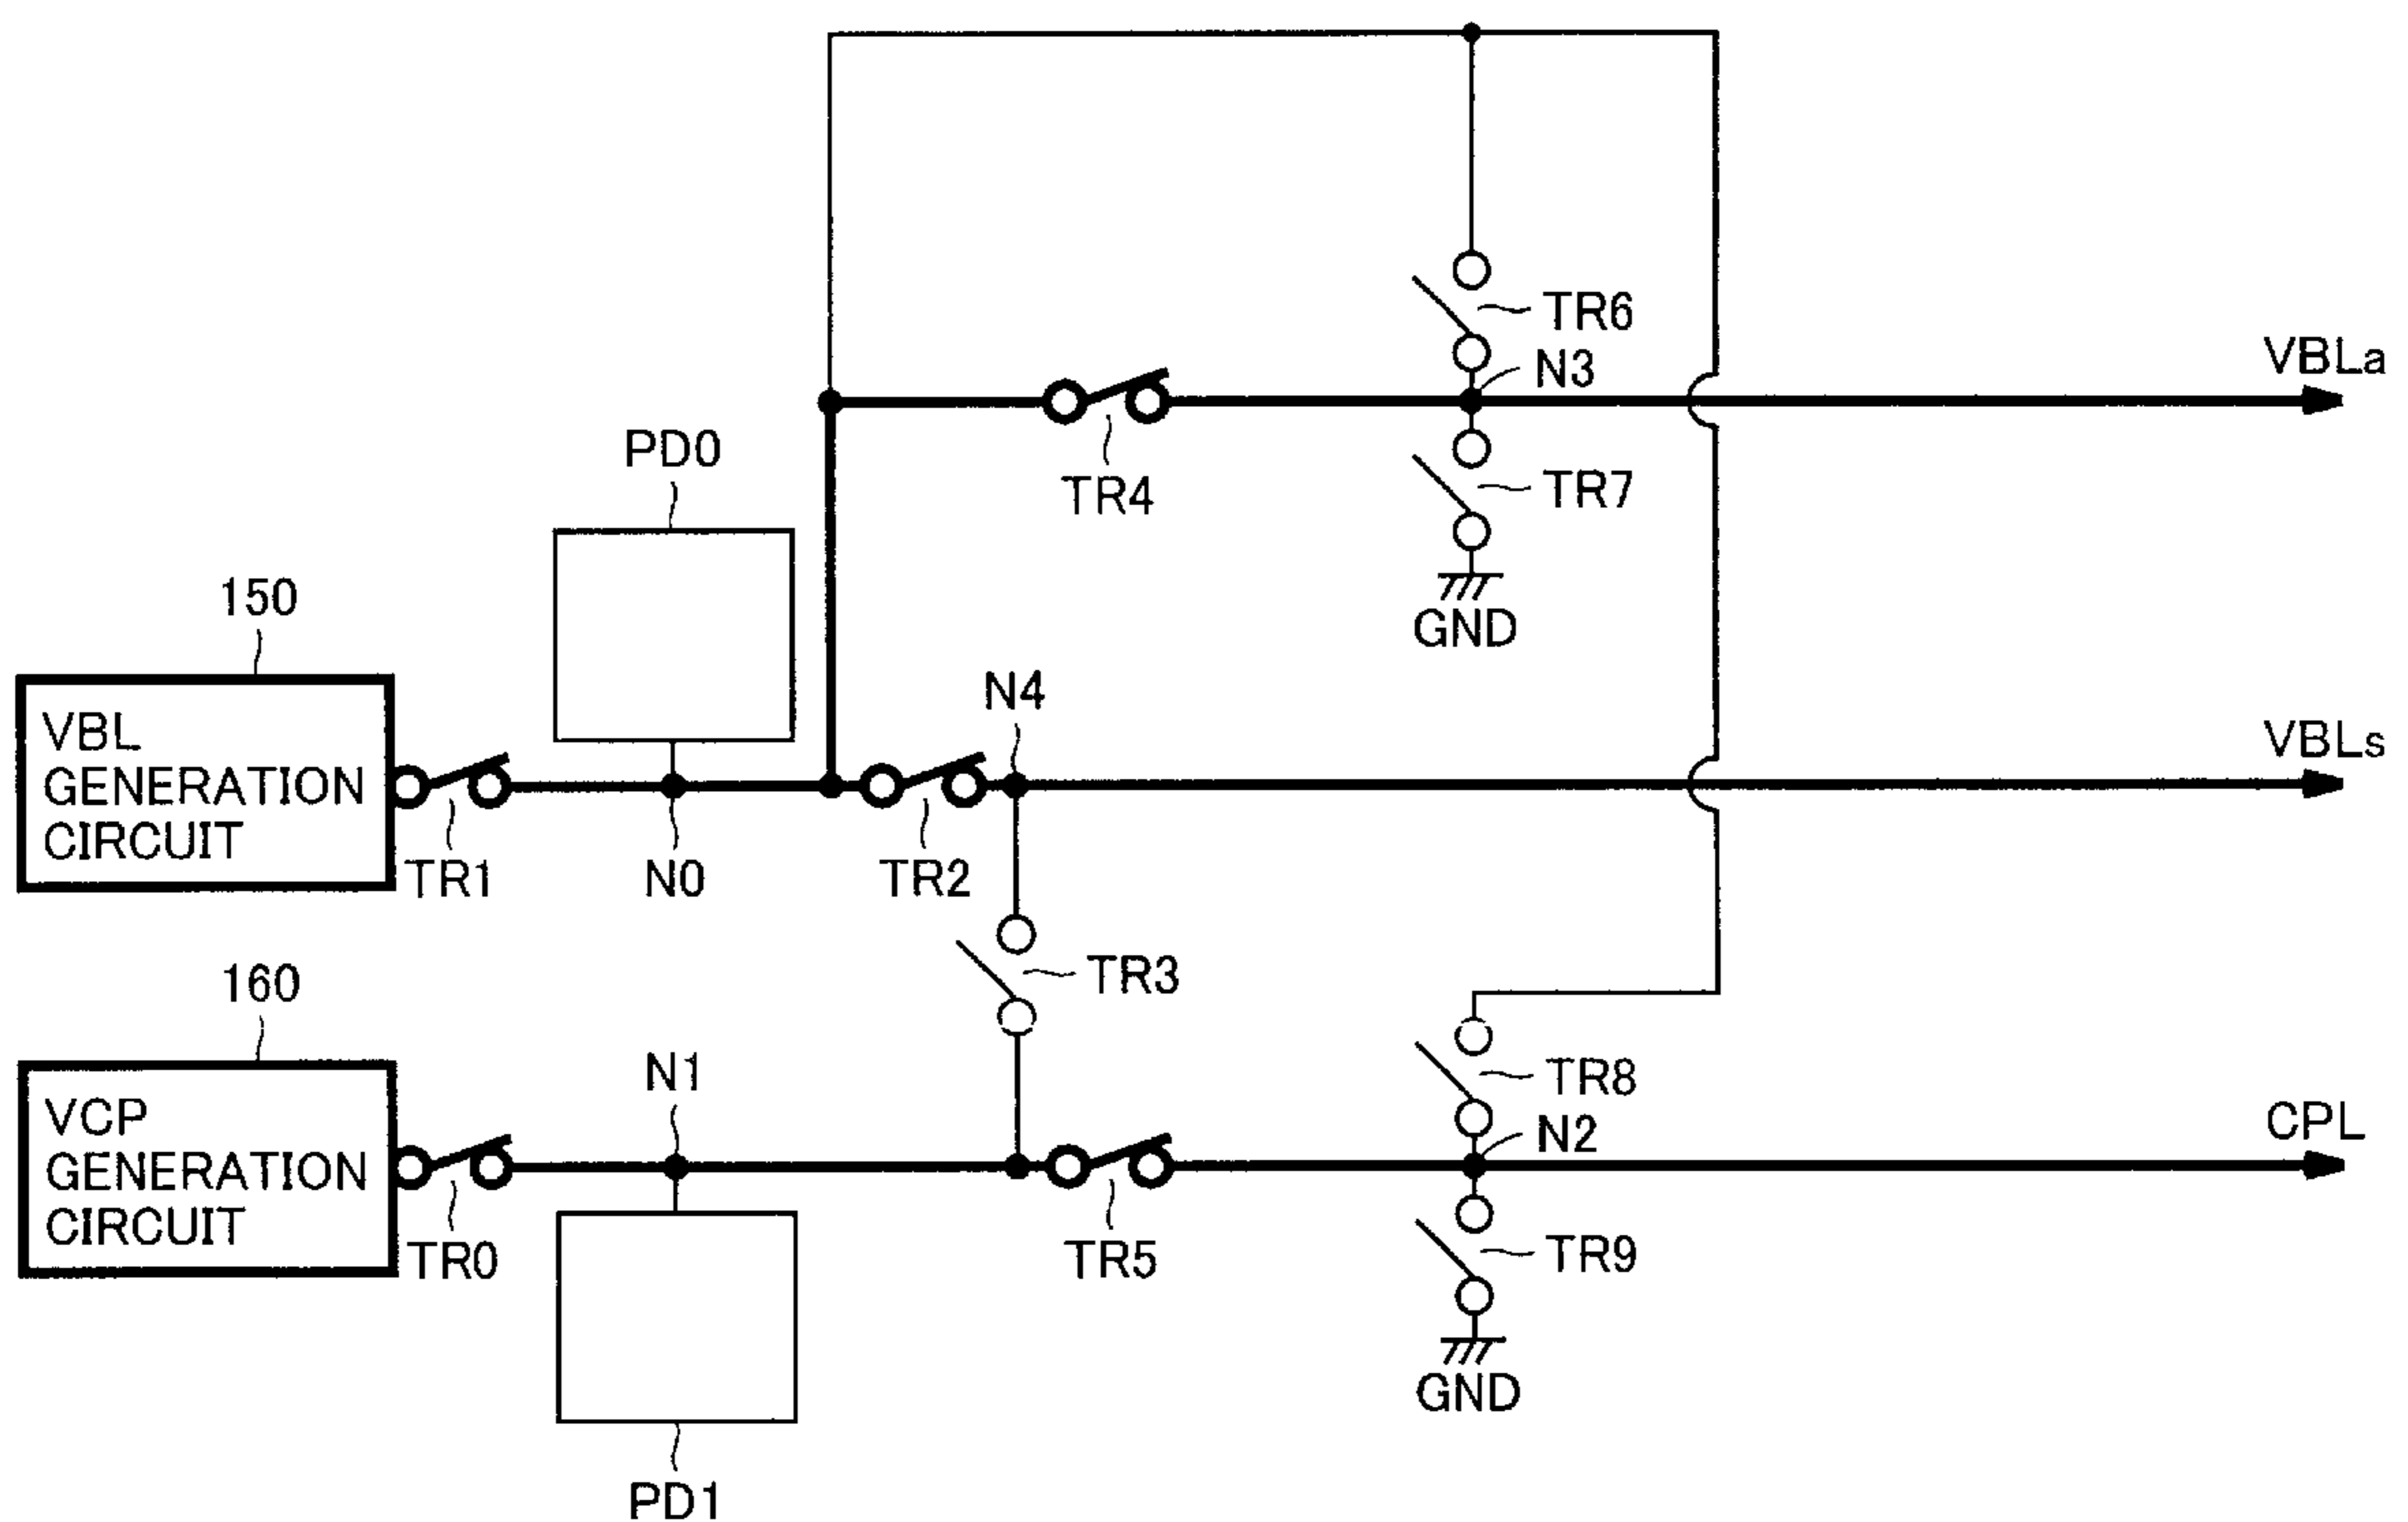 TR6
N3
VBLa
PD0
TR4
TR7
150
GND
N4
VBL
GENERATION
CIRCUIT
VBLs
TR1
N0
TR2
160
TR3
N1
TR8
VCP
GENERATION
CIRCUIT
N2
CPL
TR0
TR5
TR9
GND
PD1